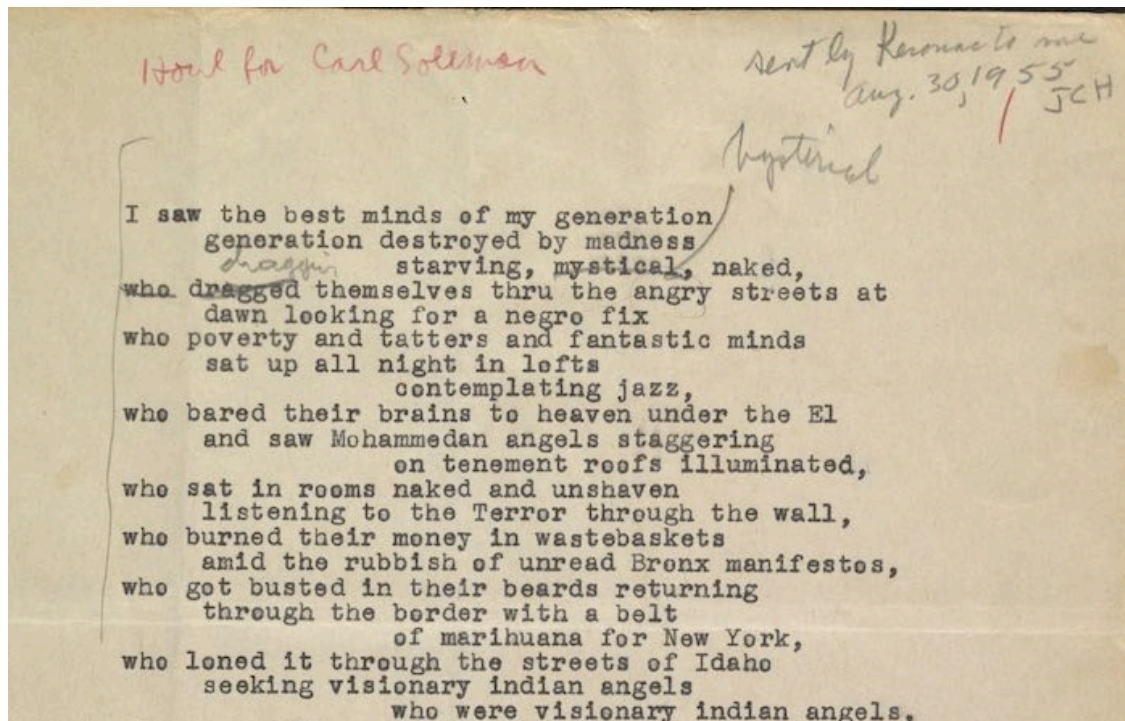 Howl for Carl Solomon
sent by Kerouac to me
Aug. 30, 1955
JCH
hysterical
I saw the best minds of my generation
generation destroyed by madness
starving, mystical, naked,
dragging
who dragged themselves thru the angry streets at
dawn looking for a negro fix
who poverty and tatters and fantastic minds
sat up all night in lofts
contemplating jazz,
who bared their brains to heaven under the El
and saw Mohammedan angels staggering
on tenement roofs illuminated,
who sat in rooms naked and unshaven
listening to the Terror through the wall,
who burned their money in wastebaskets
amid the rubbish of unread Bronx manifestos,
who got busted in their beards returning
through the border with a belt
of marihuana for New York,
who loned it through the streets of Idaho
seeking visionary indian angels
who were visionary indian angels,